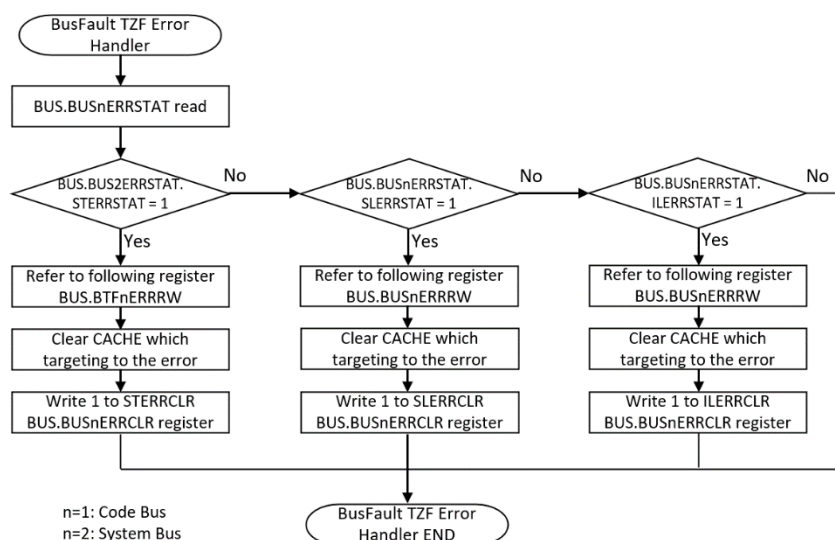 BusFault TZF Error
Handler
BUS.BUSnERRSTAT read
BUS.BUS2ERRSTAT.
STERRSTAT = 1
No
BUS.BUSnERRSTAT.
SLERRSTAT = 1
No
BUS.BUSnERRSTAT.
ILERRSTAT = 1
No
Yes
Yes
Yes
Refer to following register
BUS.BTFnERRRW
Refer to following register
BUS.BUSnERRRW
Refer to following register
BUS.BUSnERRRW
Clear CACHE which
targeting to the error
Clear CACHE which
targeting to the error
Clear CACHE which
targeting to the error
Write 1 to STERRCLR
BUS.BUSnERRCLR register
Write 1 to SLERRCLR
BUS.BUSnERRCLR register
Write 1 to ILERRCLR
BUS.BUSnERRCLR register
n=1: Code Bus
n=2: System Bus
BusFault TZF Error
Handler END